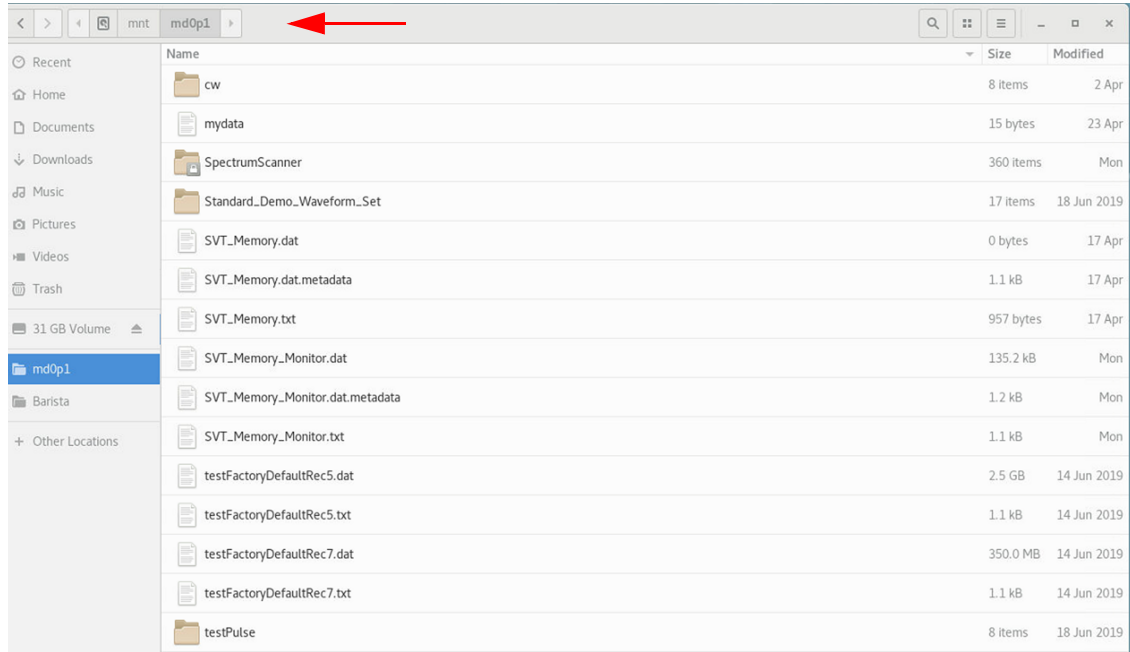 mnt md0p1
Name Size Modified
Recent
Home
Documents
Downloads
Music
Pictures
Videos
Trash
31 GB Volume
md0p1
Barista
+ Other Locations
cw 8 items 2 Apr
mydata 15 bytes 23 Apr
SpectrumScanner 360 items Mon
Standard_Demo_Waveform_Set 17 items 18 Jun 2019
SVT_Memory.dat 0 bytes 17 Apr
SVT_Memory.dat.metadata 1.1 kB 17 Apr
SVT_Memory.txt 957 bytes 17 Apr
SVT_Memory_Monitor.dat 135.2 kB Mon
SVT_Memory_Monitor.dat.metadata 1.2 kB Mon
SVT_Memory_Monitor.txt 1.1 kB Mon
testFactoryDefaultRec5.dat 2.5 GB 14 Jun 2019
testFactoryDefaultRec5.txt 1.1 kB 14 Jun 2019
testFactoryDefaultRec7.dat 350.0 MB 14 Jun 2019
testFactoryDefaultRec7.txt 1.1 kB 14 Jun 2019
testPulse 8 items 18 Jun 2019